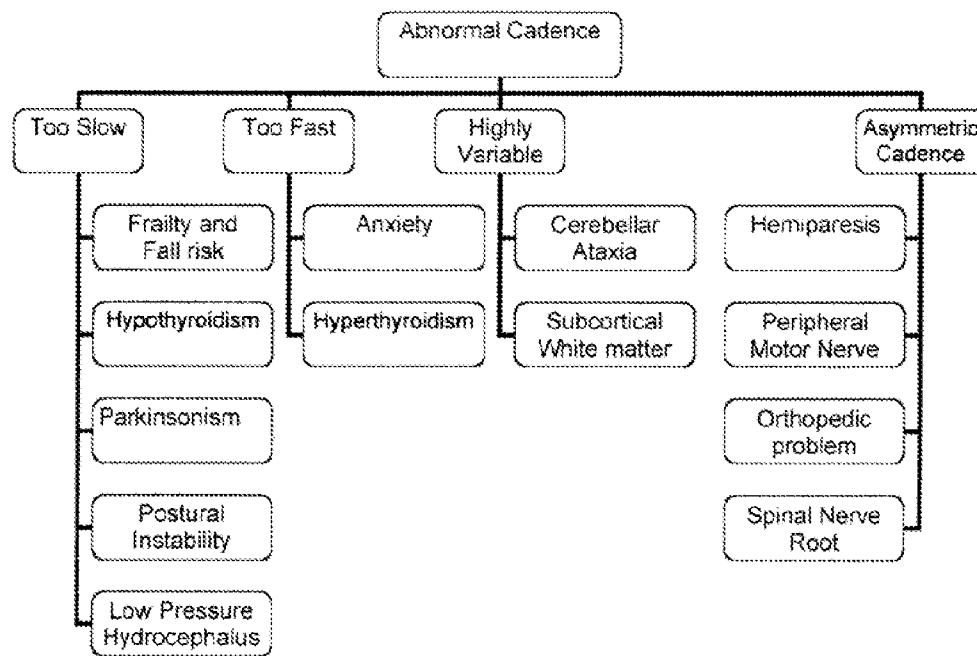 Abnormal Cadence
Too Slow
Too Fast
Highly
Variable
Asymmetric
Cadence
Frailty and
Fall risk
Hypothyroidism
Parkinsonism
Postural
Instability
Low Pressure
Hydrocephalus
Anxiety
Hyperthyroidism
Cerebellar
Ataxia
Subcortical
White matter
Hemiparesis
Peripheral
Motor Nerve
Orthopedic
problem
Spinal Nerve
Root